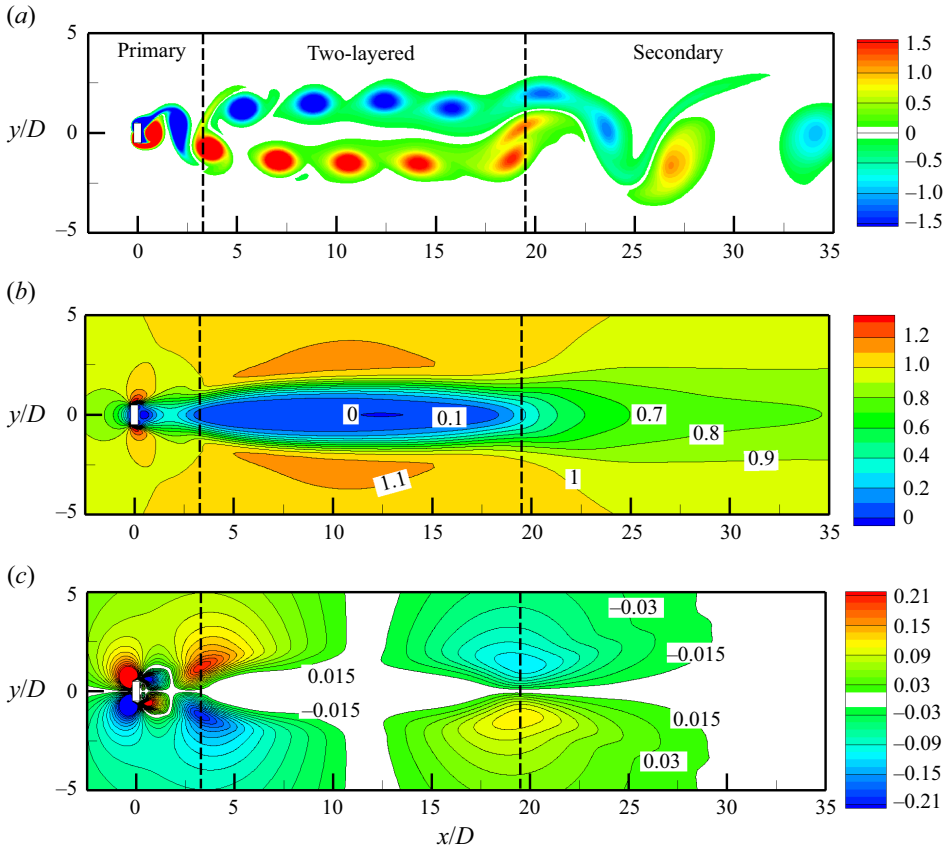 (a)
Primary Two-layered Secondary
5
y/D 0
–5
0 5 10 15 20 25 30 35
1.5
1.0
0.5
0
–0.5
–1.0
–1.5
(b)
5
y/D 0
–5
0 0.1 0.7 0.8 0.9 1.1 1
0 5 10 15 20 25 30 35
1.2
1.0
0.8
0.6
0.4
0.2
0
(c)
5
y/D 0
–5
–0.03
0.015 –0.015
–0.015 0.015
0.03
0 5 10 15 20 25 30 35
x/D
0.21
0.15
0.09
0.03
–0.03
–0.09
–0.15
–0.21